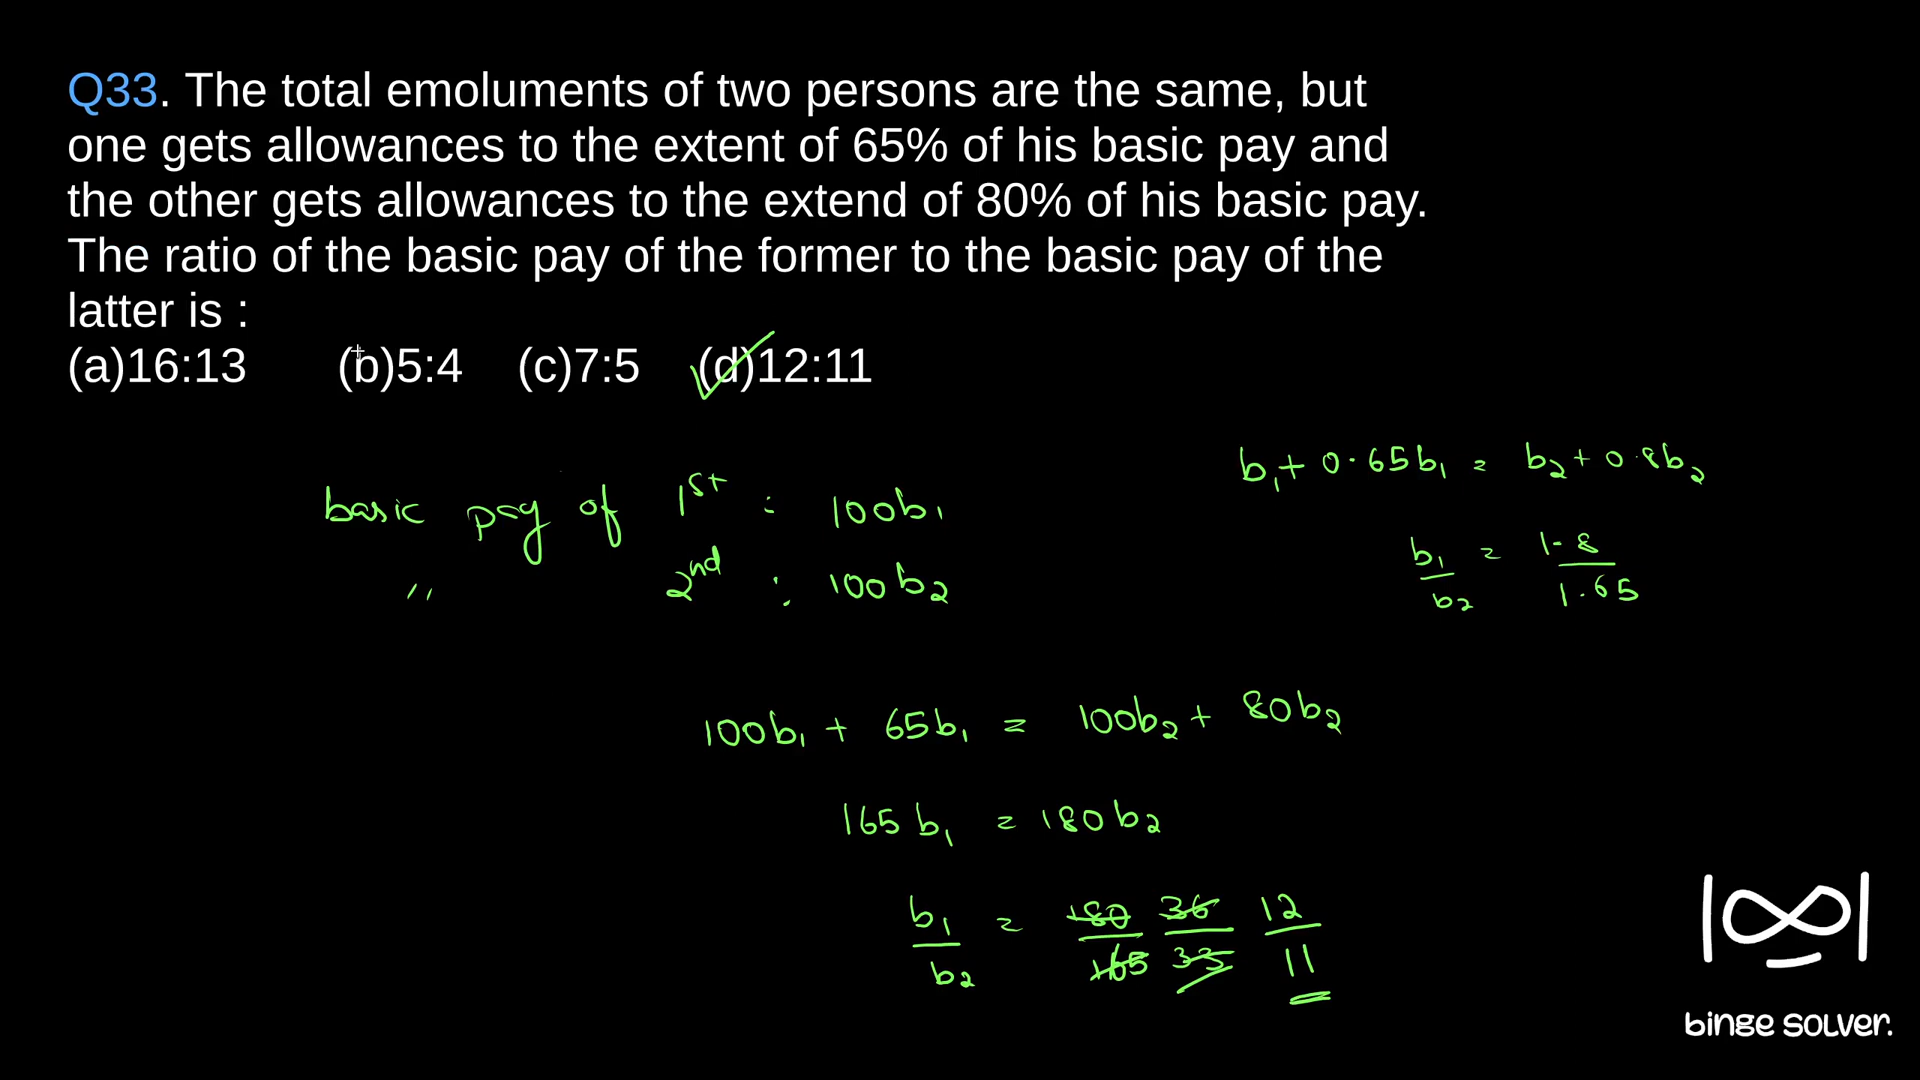 Q33. The total emoluments of two persons are the same, but
one gets allowances to the extent of 65% of his basic pay and
the other gets allowances to the extend of 80% of his basic pay.
The ratio of the basic pay of the former to the basic pay of the
latter is :
(a)16:13 (b)5:4 (c)7:5 (d)12:11
b₁ + 0.65b₁ = b₂ + 0.8b₂
basic pay of 1st : 100b₁
b₁/b₂ = 1.8/1.65
" 2nd : 100b₂
100b₁ + 65b₁ = 100b₂ + 80b₂
165b₁ = 180b₂
b₁/b₂ = 180/165 36/33 12/11
binge solver.